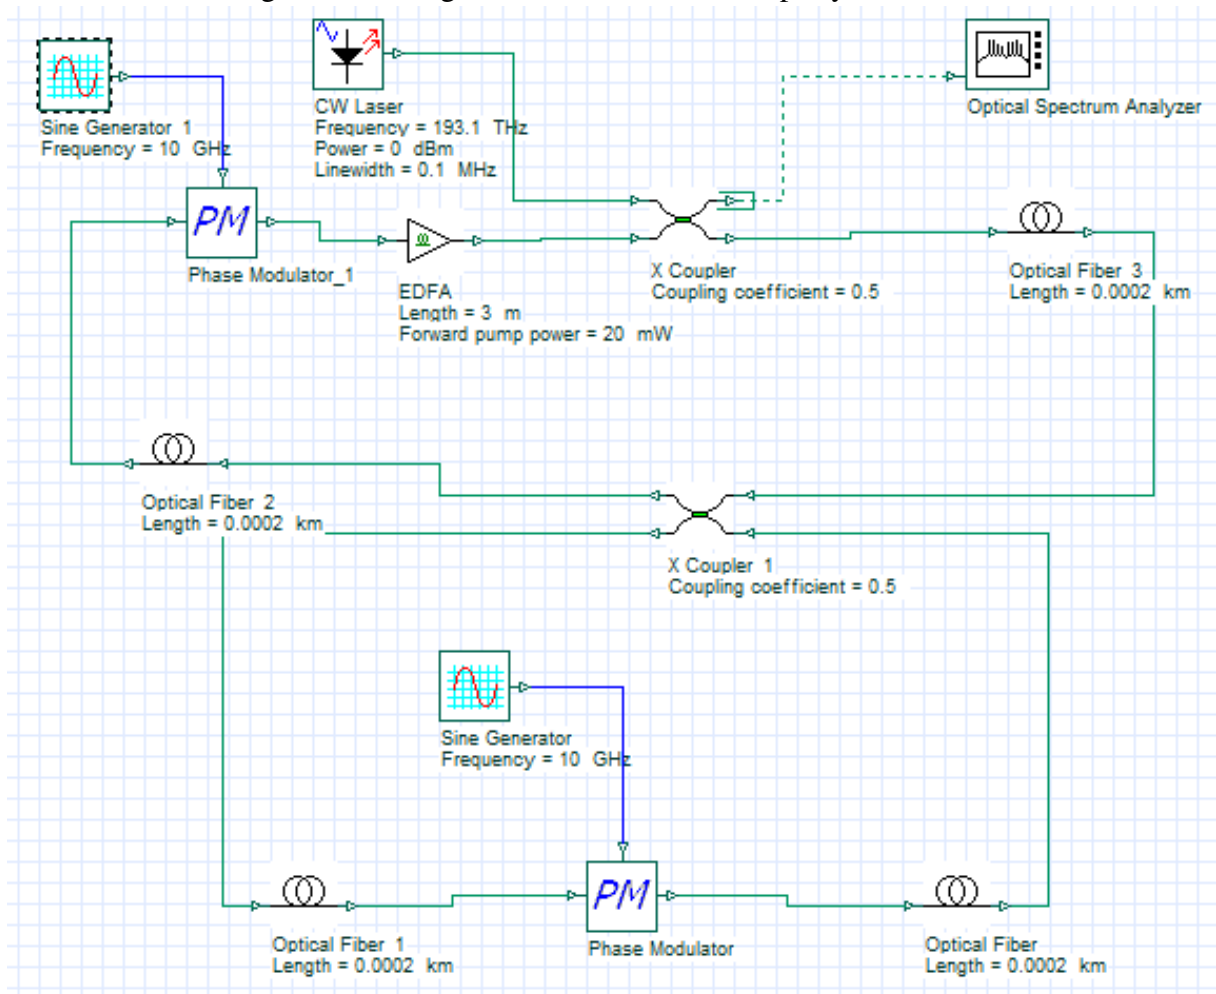 Sine Generator 1
Frequency = 10 GHz
CW Laser
Frequency = 193.1 THz
Power = 0 dBm
Linewidth = 0.1 MHz
Optical Spectrum Analyzer
PM
Phase Modulator_1
EDFA
Length = 3 m
Forward pump power = 20 mW
X Coupler
Coupling coefficient = 0.5
Optical Fiber 3
Length = 0.0002 km
Optical Fiber 2
Length = 0.0002 km
X Coupler 1
Coupling coefficient = 0.5
Sine Generator
Frequency = 10 GHz
PM
Phase Modulator
Optical Fiber 1
Length = 0.0002 km
Optical Fiber
Length = 0.0002 km